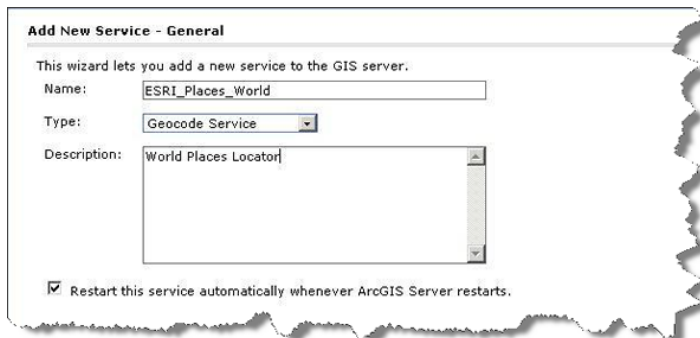 Add New Service - General
This wizard lets you add a new service to the GIS server.
Name: ESRI_Places_World
Type: Geocode Service
Description: World Places Locator
Restart this service automatically whenever ArcGIS Server restarts.